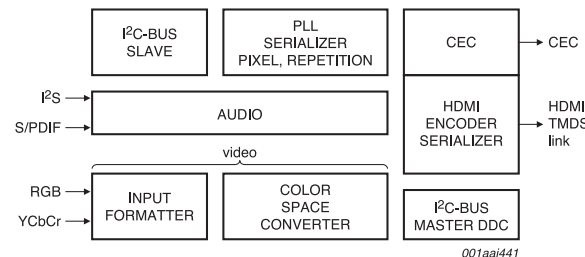 I²C-BUS
SLAVE
PLL
SERIALIZER
PIXEL, REPETITION
CEC
CEC
I²S
S/PDIF
AUDIO
HDMI
ENCODER
SERIALIZER
HDMI
TMDS
link
video
RGB
YCbCr
INPUT
FORMATTER
COLOR
SPACE
CONVERTER
I²C-BUS
MASTER DDC
001aai441